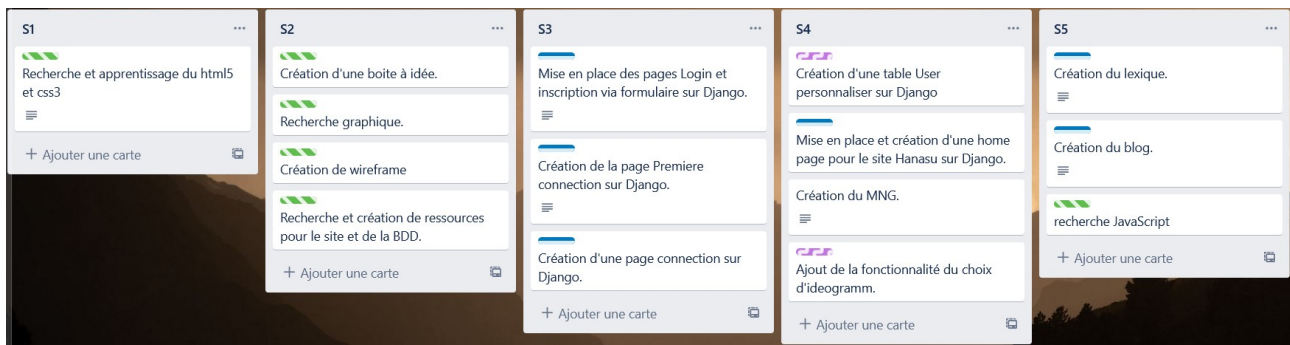 S1
Recherche et apprentissage du html5
et css3
+ Ajouter une carte
S2
Création d'une boite à idée.
Recherche graphique.
Création de wireframe
Recherche et création de ressources
pour le site et de la BDD.
+ Ajouter une carte
S3
Mise en place des pages Login et
inscription via formulaire sur Django.
Création de la page Premiere
connection sur Django.
Création d'une page connection sur
Django.
+ Ajouter une carte
S4
Création d'une table User
personnaliser sur Django
Mise en place et création d'une home
page pour le site Hanasu sur Django.
Création du MNG.
Ajout de la fonctionnalité du choix
d'ideogramm.
+ Ajouter une carte
S5
Création du lexique.
Création du blog.
recherche JavaScript
+ Ajouter une carte